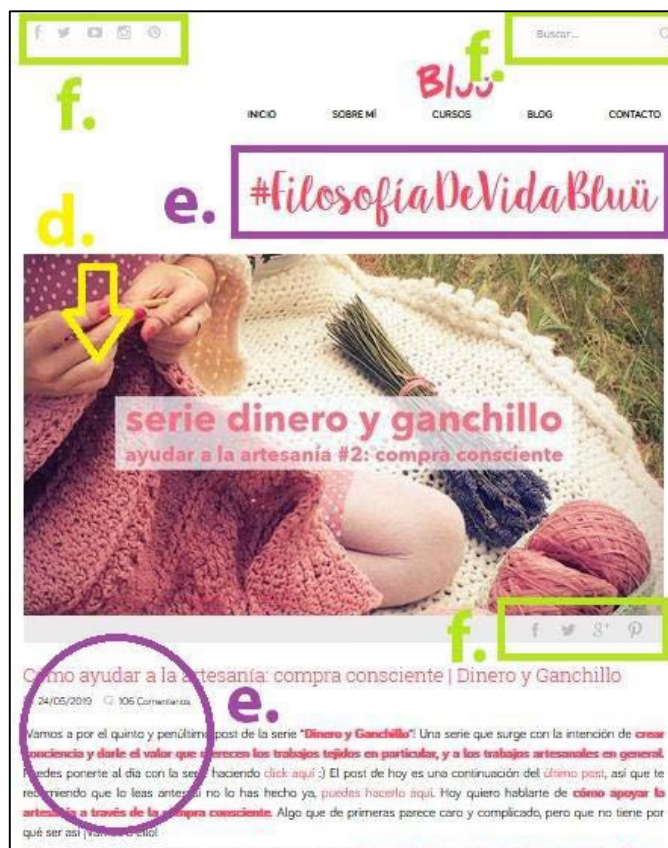 Buscar...
f.
f.
Bluü
INICIO SOBRE MÍ CURSOS BLOG CONTACTO
e.
#FilosofíaDeVidaBluü
d.
serie dinero y ganchillo
ayudar a la artesanía #2: compra consciente
f.
Cómo ayudar a la artesanía: compra consciente | Dinero y Ganchillo
24/05/2019 106 Comentarios
e.
Vamos a por el quinto y penúltimo post de la serie "Dinero y Ganchillo"! Una serie que surge con la intención de crear
conciencia y darle el valor que merecen los trabajos tejidos en particular, y a los trabajos artesanales en general.
Puedes ponerte al día con la serie haciendo click aquí :) El post de hoy es una continuación del último post, así que te
recomiendo que lo leas antes si no lo has hecho ya, puedes hacerlo aquí. Hoy quiero hablarte de cómo apoyar la
artesanía a través de la compra consciente. Algo que de primeras parece caro y complicado, pero que no tiene por
qué ser así ¡Vamos a ello!